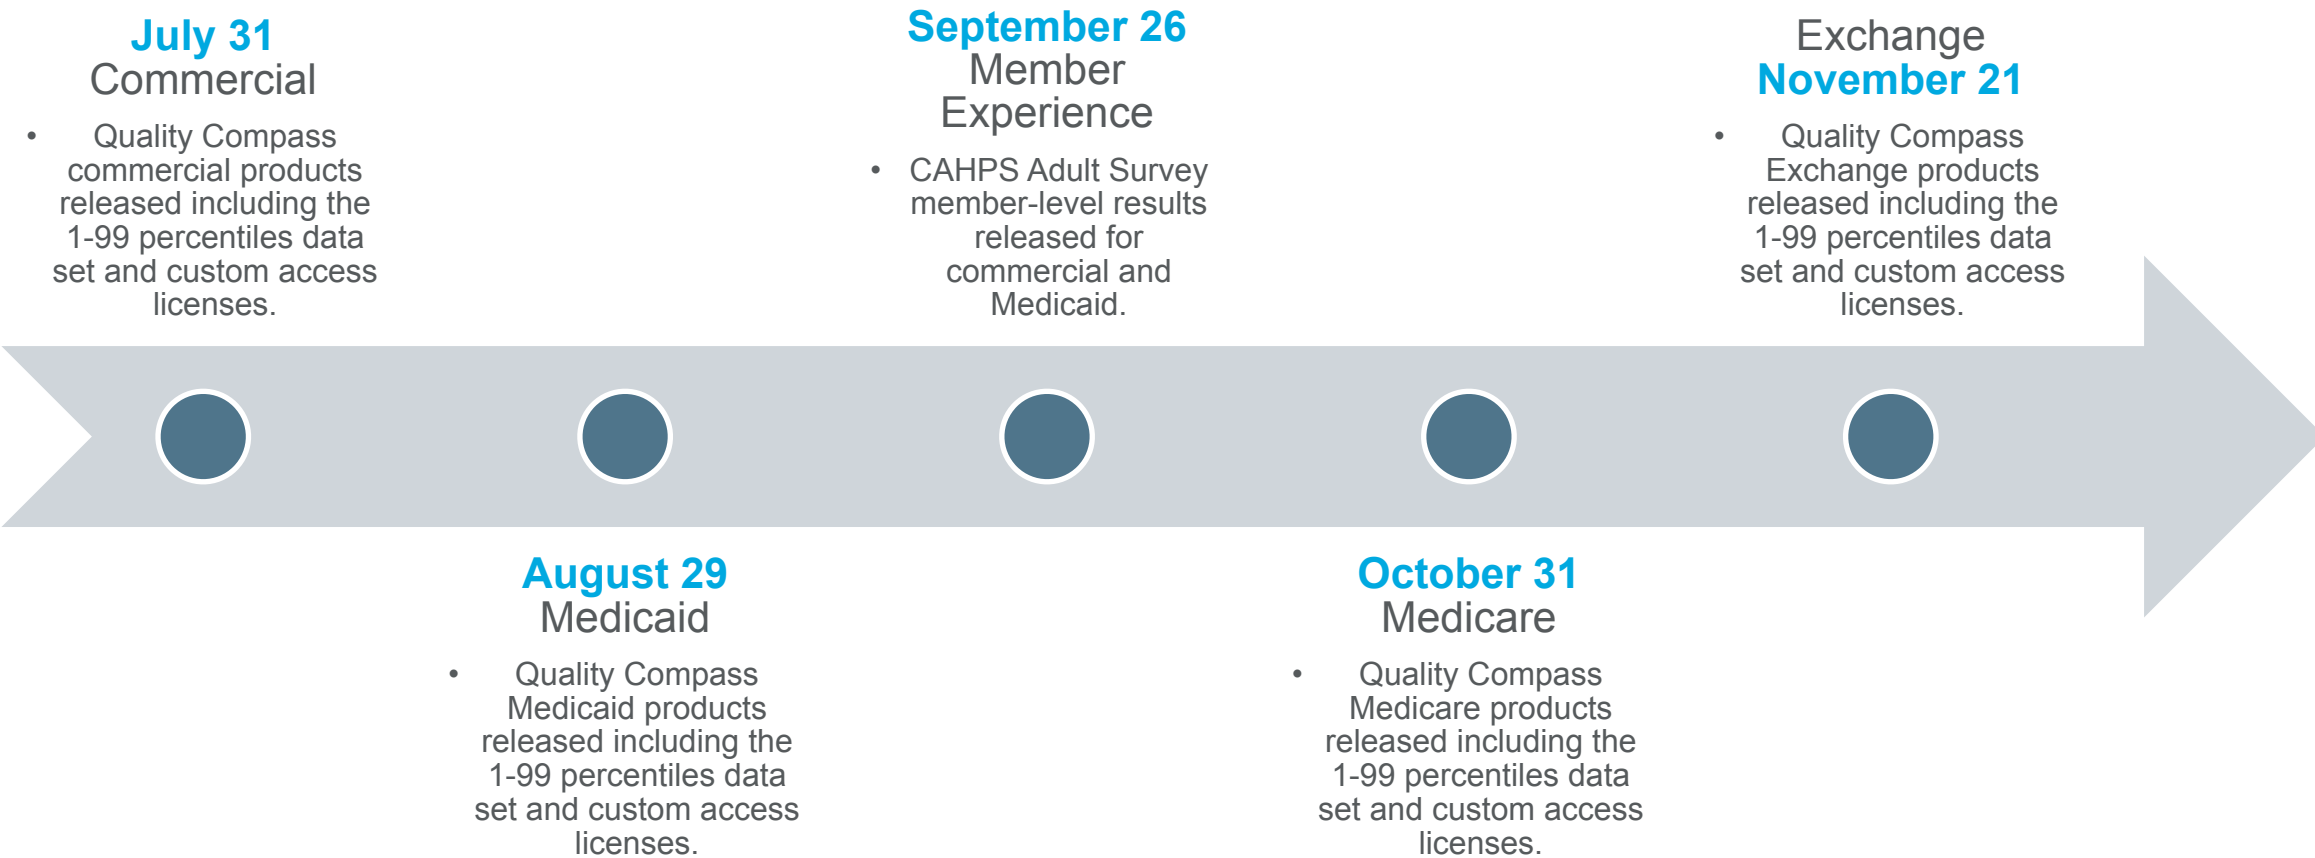 July 31
Commercial
• Quality Compass
commercial products
released including the
1-99 percentiles data
set and custom access
licenses.
August 29
Medicaid
• Quality Compass
Medicaid products
released including the
1-99 percentiles data
set and custom access
licenses.
September 26
Member
Experience
• CAHPS Adult Survey
member-level results
released for
commercial and
Medicaid.
October 31
Medicare
• Quality Compass
Medicare products
released including the
1-99 percentiles data
set and custom access
licenses.
Exchange
November 21
• Quality Compass
Exchange products
released including the
1-99 percentiles data
set and custom access
licenses.